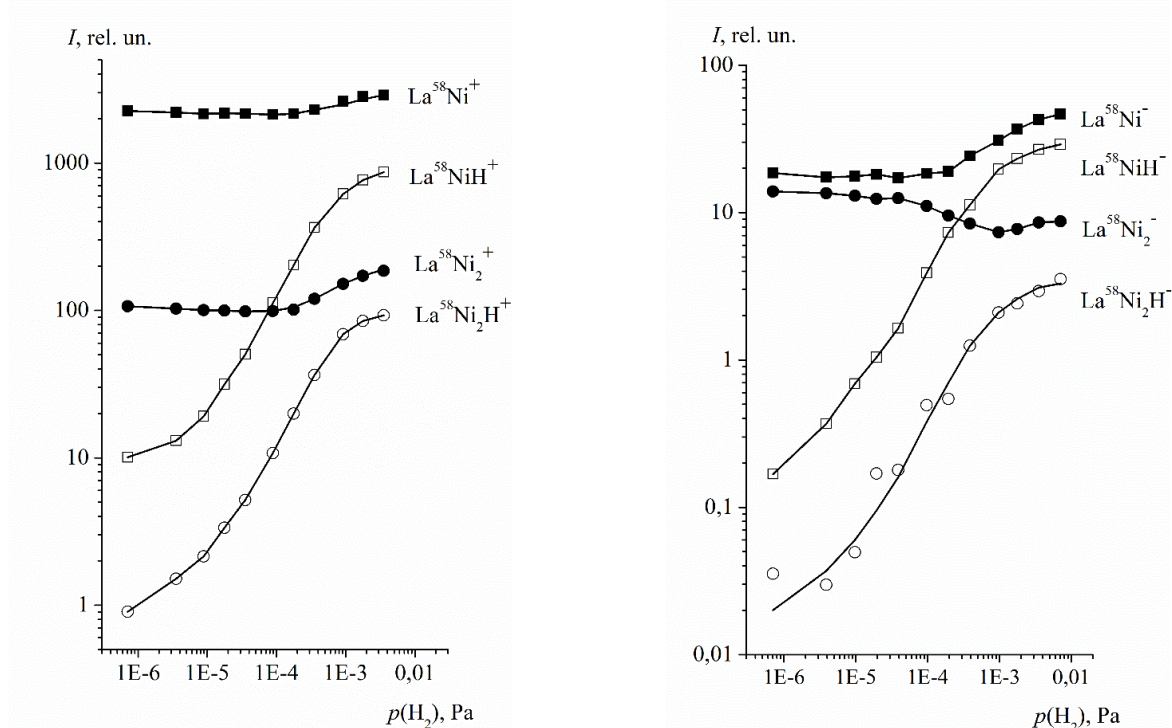 I, rel. un.
La⁵⁸Ni⁺
1000
La⁵⁸NiH⁺
La⁵⁸Ni₂⁺
100
La⁵⁸Ni₂H⁺
10
1
1E-6 1E-5 1E-4 1E-3 0,01
p(H₂), Pa
I, rel. un.
100
La⁵⁸Ni⁻
La⁵⁸NiH⁻
10
La⁵⁸Ni₂⁻
La⁵⁸Ni₂H⁻
1
0,1
0,01
1E-6 1E-5 1E-4 1E-3 0,01
p(H₂), Pa